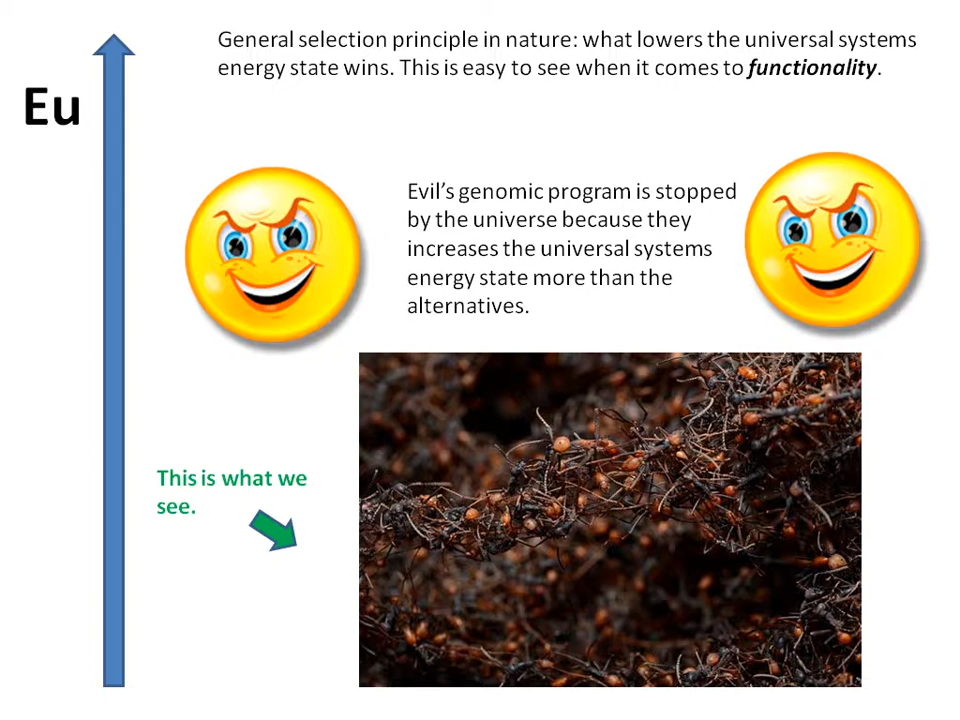 General selection principle in nature: what lowers the universal systems
energy state wins. This is easy to see when it comes to functionality.
Eu
Evil’s genomic program is stopped
by the universe because they
increases the universal systems
energy state more than the
alternatives.
This is what we
see.